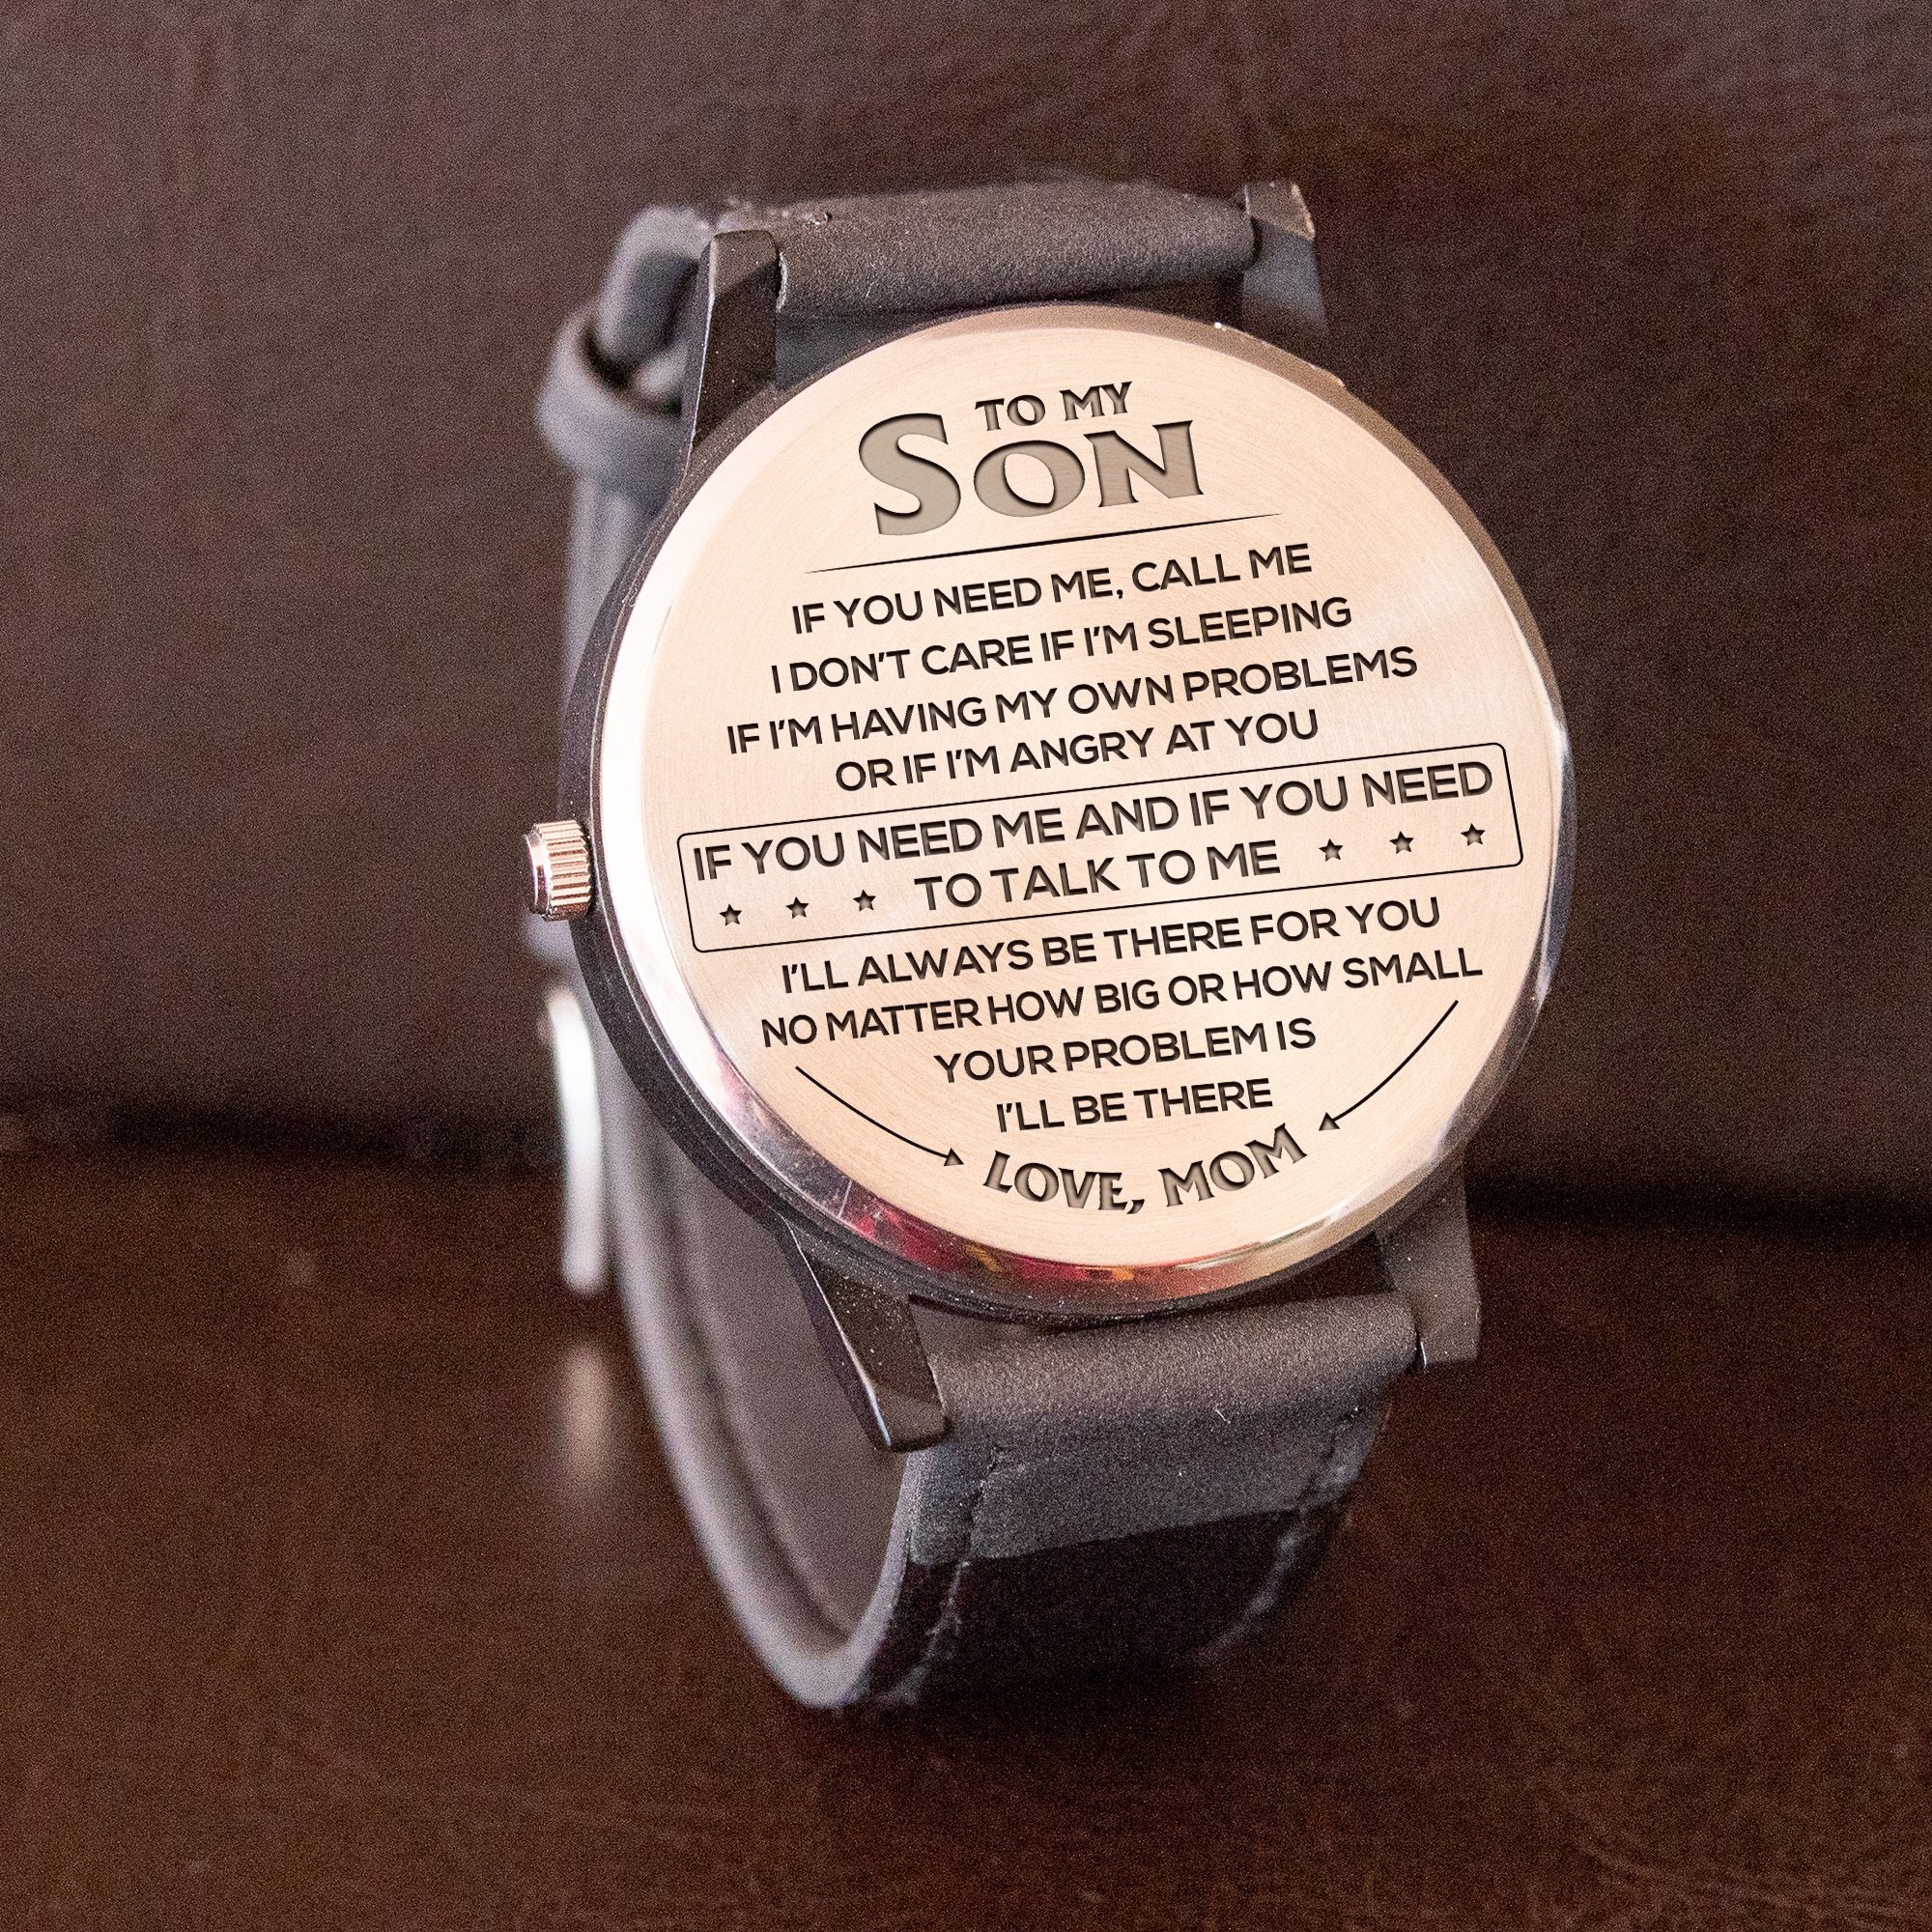 TO MY
SON
IF YOU NEED ME, CALL ME
I DON'T CARE IF I'M SLEEPING
IF I'M HAVING MY OWN PROBLEMS
OR IF I'M ANGRY AT YOU
IF YOU NEED ME AND IF YOU NEED
TO TALK TO ME
I'LL ALWAYS BE THERE FOR YOU
NO MATTER HOW BIG OR HOW SMALL
YOUR PROBLEM IS
I'LL BE THERE
LOVE, MOM